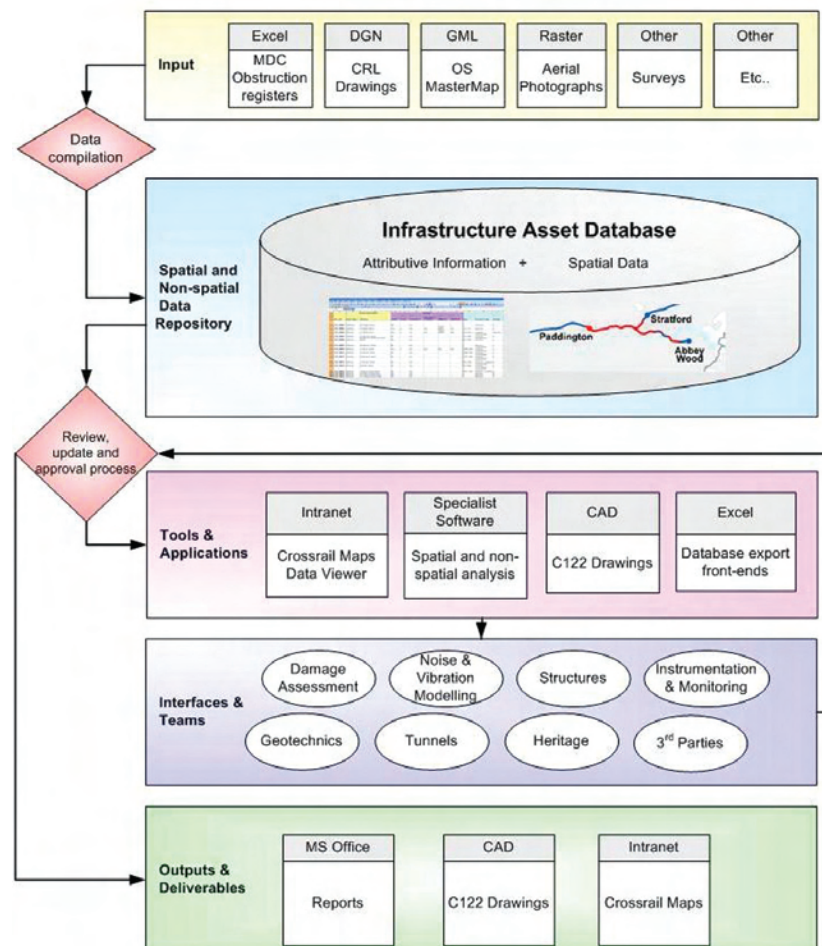 Input
Excel
MDC
Obstruction
registers
DGN
CRL
Drawings
GML
OS
MasterMap
Raster
Aerial
Photographs
Other
Surveys
Other
Etc..
Data
compilation
Spatial and
Non-spatial
Data
Repository
Infrastructure Asset Database
Attributive Information + Spatial Data
Paddington
Stratford
Abbey
Wood
Review,
update and
approval process
Tools &
Applications
Intranet
Crossrail Maps
Data Viewer
Specialist
Software
Spatial and non-
spatial analysis
CAD
C122 Drawings
Excel
Database export
front-ends
Interfaces &
Teams
Damage
Assessment
Noise &
Vibration
Modelling
Structures
Instrumentation
& Monitoring
Geotechnics
Tunnels
Heritage
3rd Parties
Outputs &
Deliverables
MS Office
Reports
CAD
C122 Drawings
Intranet
Crossrail Maps